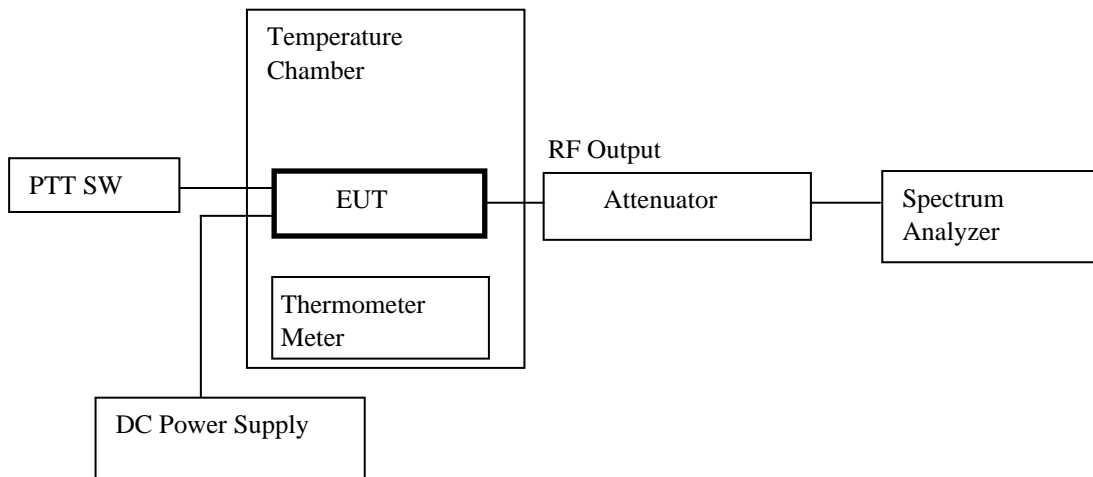 Temperature
Chamber
RF Output
PTT SW
EUT
Attenuator
Spectrum
Analyzer
Thermometer
Meter
DC Power Supply